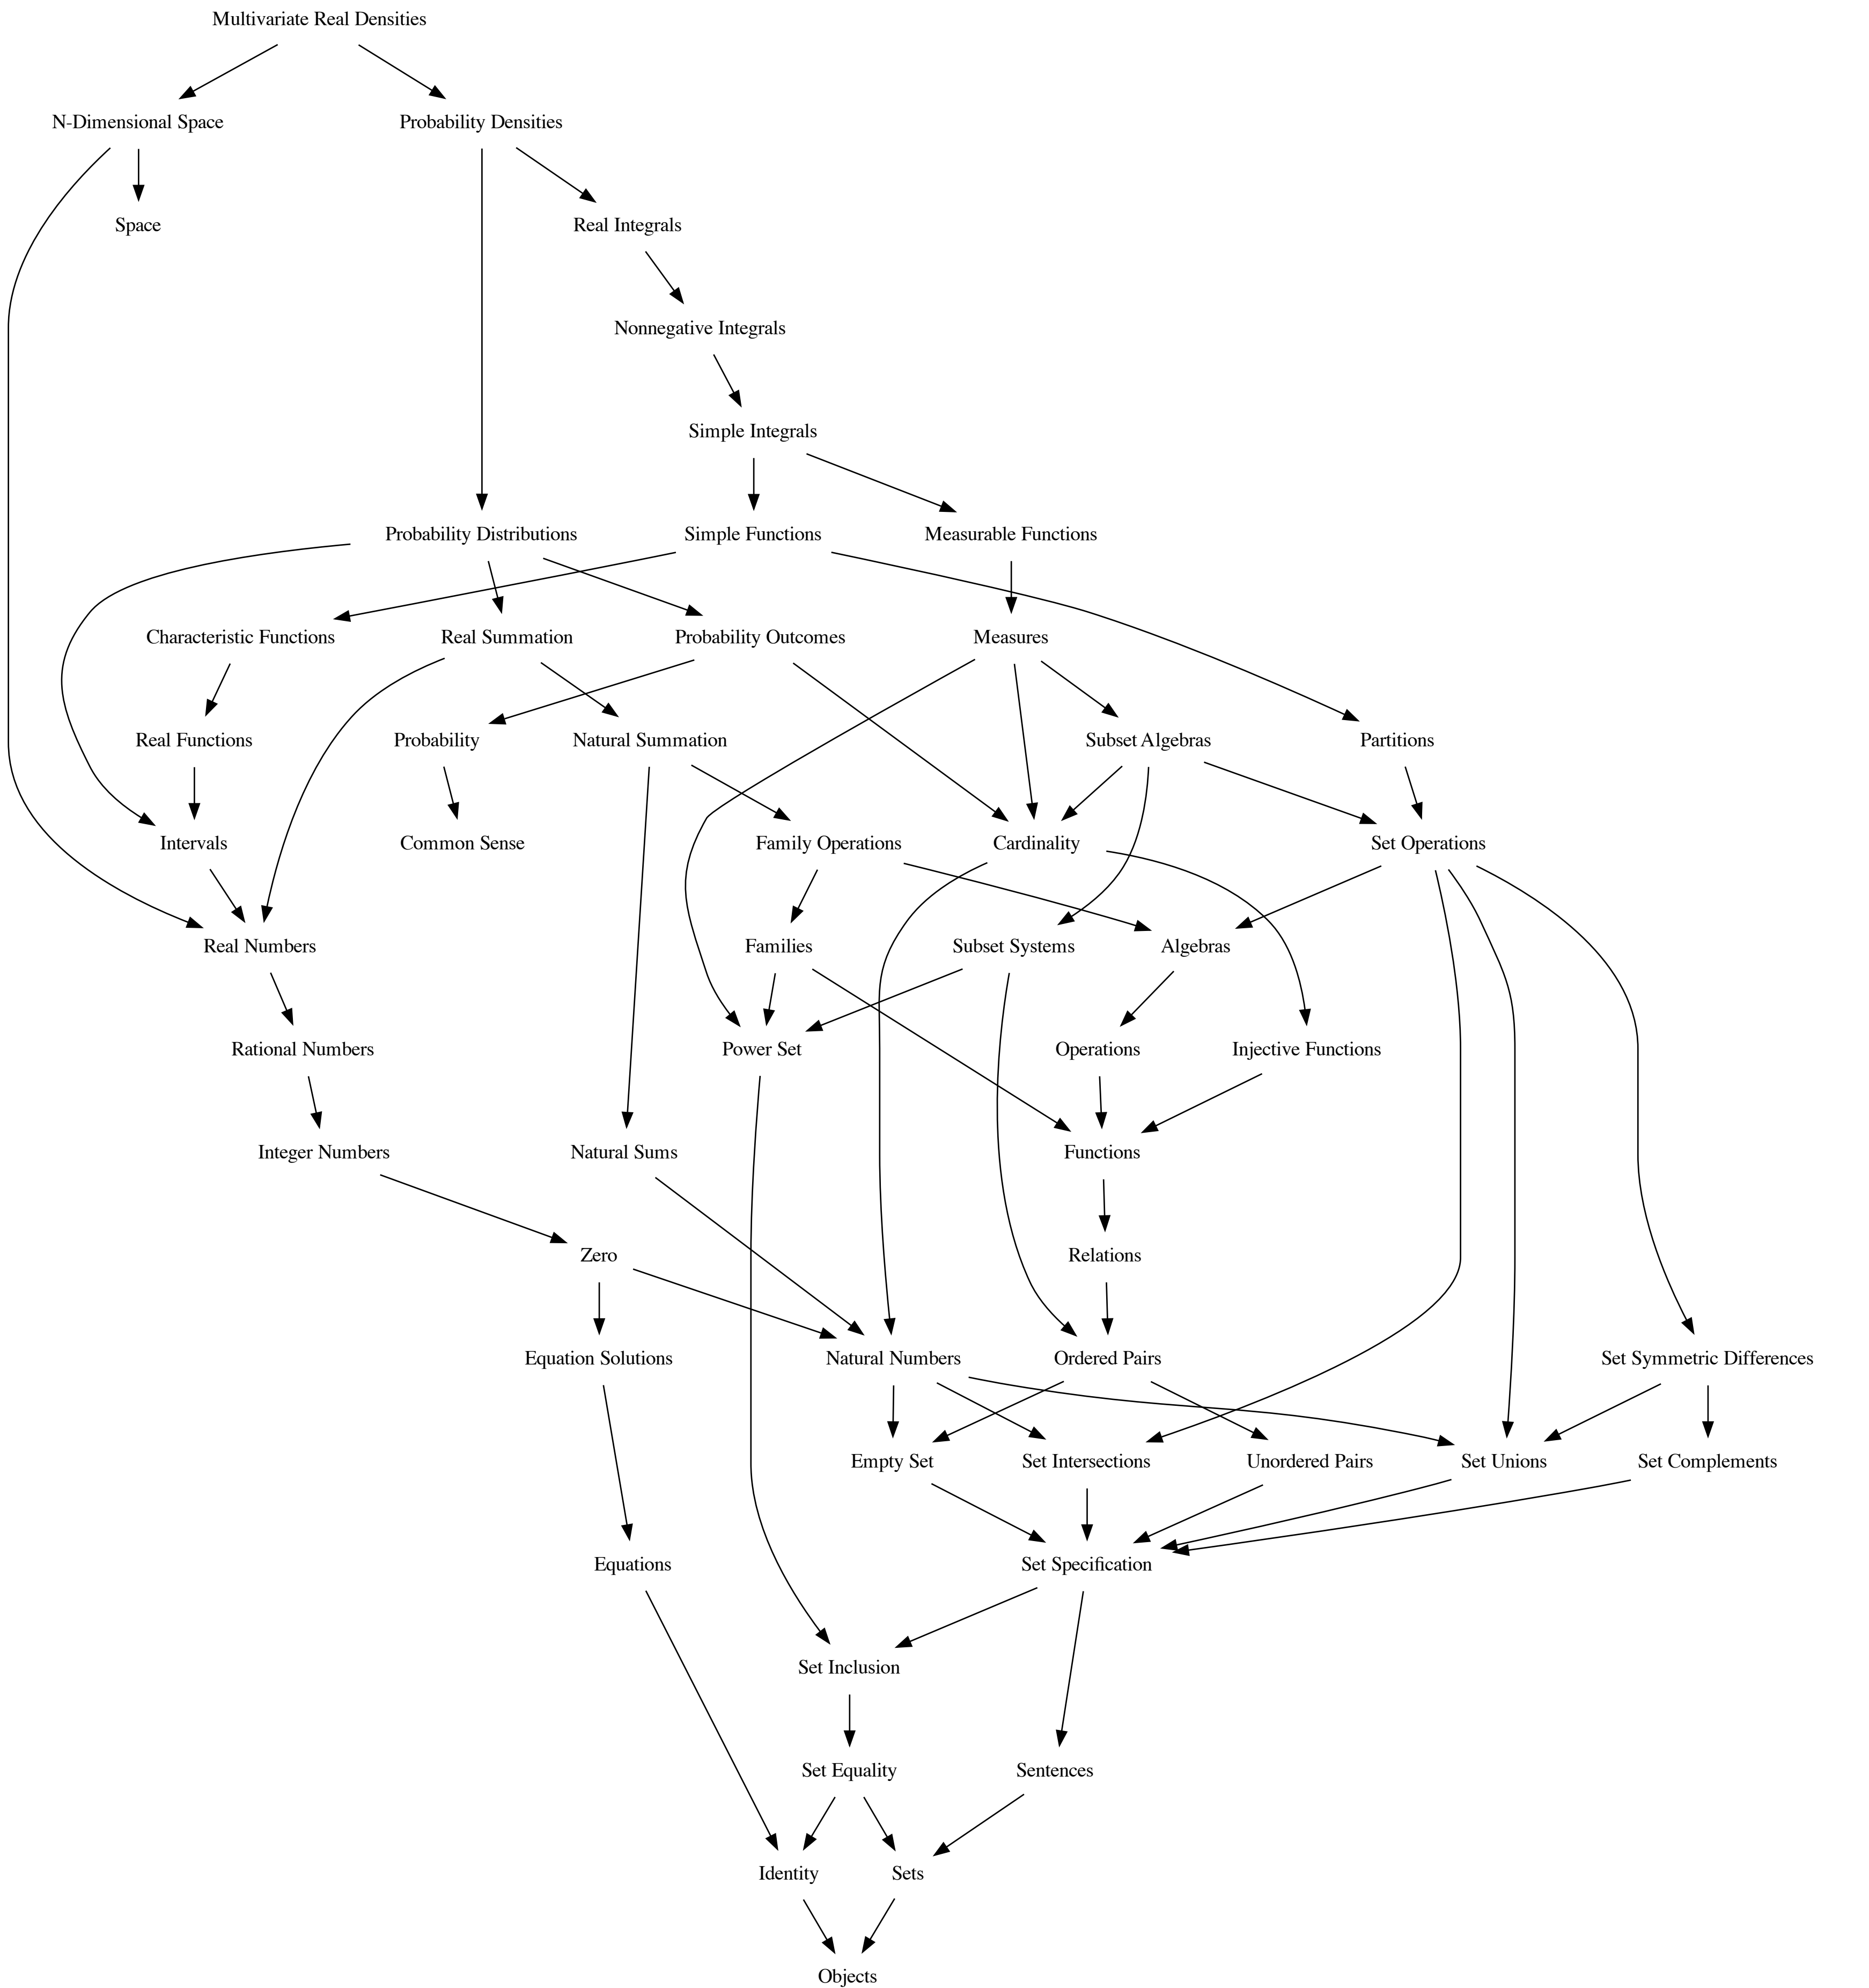 Multivariate Real Densities
N-Dimensional Space
Probability Densities
Space
Real Integrals
Nonnegative Integrals
Simple Integrals
Probability Distributions
Simple Functions
Measurable Functions
Characteristic Functions
Real Summation
Probability Outcomes
Measures
Real Functions
Probability
Natural Summation
Subset Algebras
Partitions
Intervals
Common Sense
Family Operations
Cardinality
Set Operations
Real Numbers
Families
Subset Systems
Algebras
Rational Numbers
Power Set
Operations
Injective Functions
Integer Numbers
Natural Sums
Functions
Zero
Relations
Equation Solutions
Natural Numbers
Ordered Pairs
Set Symmetric Differences
Empty Set
Set Intersections
Unordered Pairs
Set Unions
Set Complements
Equations
Set Specification
Set Inclusion
Set Equality
Sentences
Identity
Sets
Objects